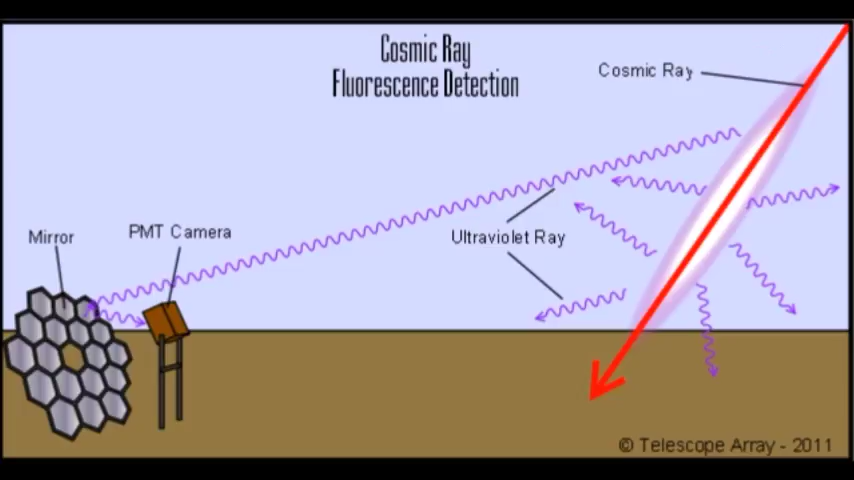 Cosmic Ray
Fluorescence Detection
Cosmic Ray
Mirror
PMT Camera
Ultraviolet Ray
© Telescope Array - 2011